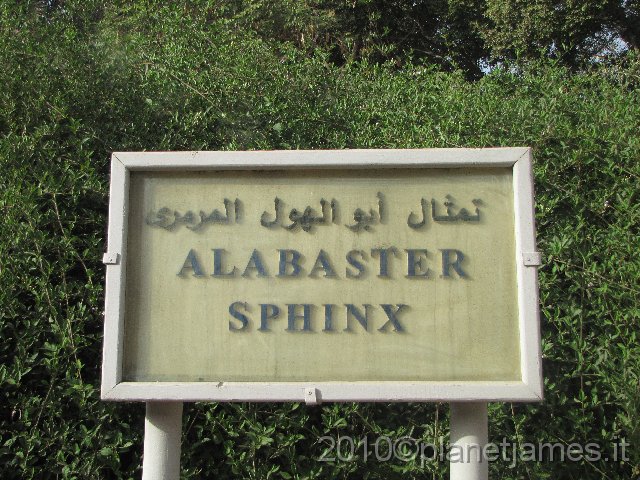 تمثال أبو الهول المرمرى
ALABASTER
SPHINX
2010©planetjames.it